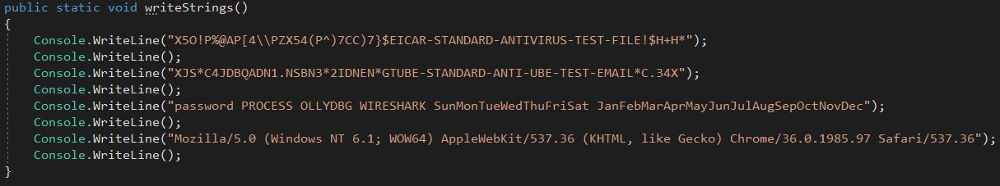 public static void writeStrings()
{
Console.WriteLine("X5O!P%@AP[4\\PZX54(P^)7CC)7}$EICAR-STANDARD-ANTIVIRUS-TEST-FILE!$H+H*");
Console.WriteLine();
Console.WriteLine("XJS*C4JDBQADN1.NSBN3*2IDNEN*GTUBE-STANDARD-ANTI-UBE-TEST-EMAIL*C.34X");
Console.WriteLine();
Console.WriteLine("password PROCESS OLLYDBG WIRESHARK SunMonTueWedThuFriSat JanFebMarAprMayJunJulAugSepOctNovDec");
Console.WriteLine();
Console.WriteLine("Mozilla/5.0 (Windows NT 6.1; WOW64) AppleWebKit/537.36 (KHTML, like Gecko) Chrome/36.0.1985.97 Safari/537.36");
Console.WriteLine();
}